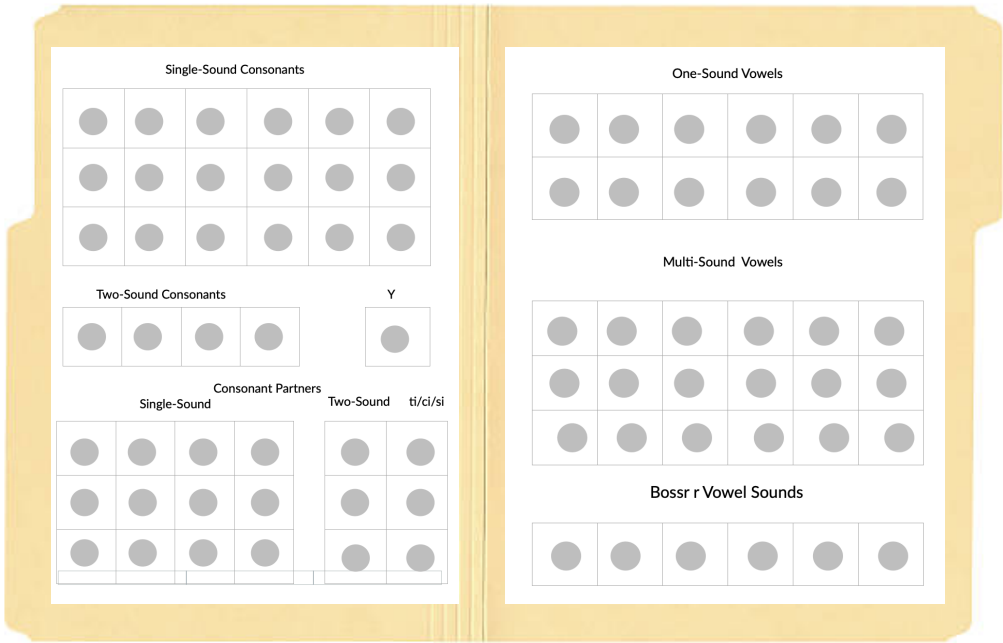 Single-Sound Consonants
Two-Sound Consonants
Y
Consonant Partners
Single-Sound
Two-Sound
ti/ci/si
One-Sound Vowels
Multi-Sound Vowels
Bossr r Vowel Sounds